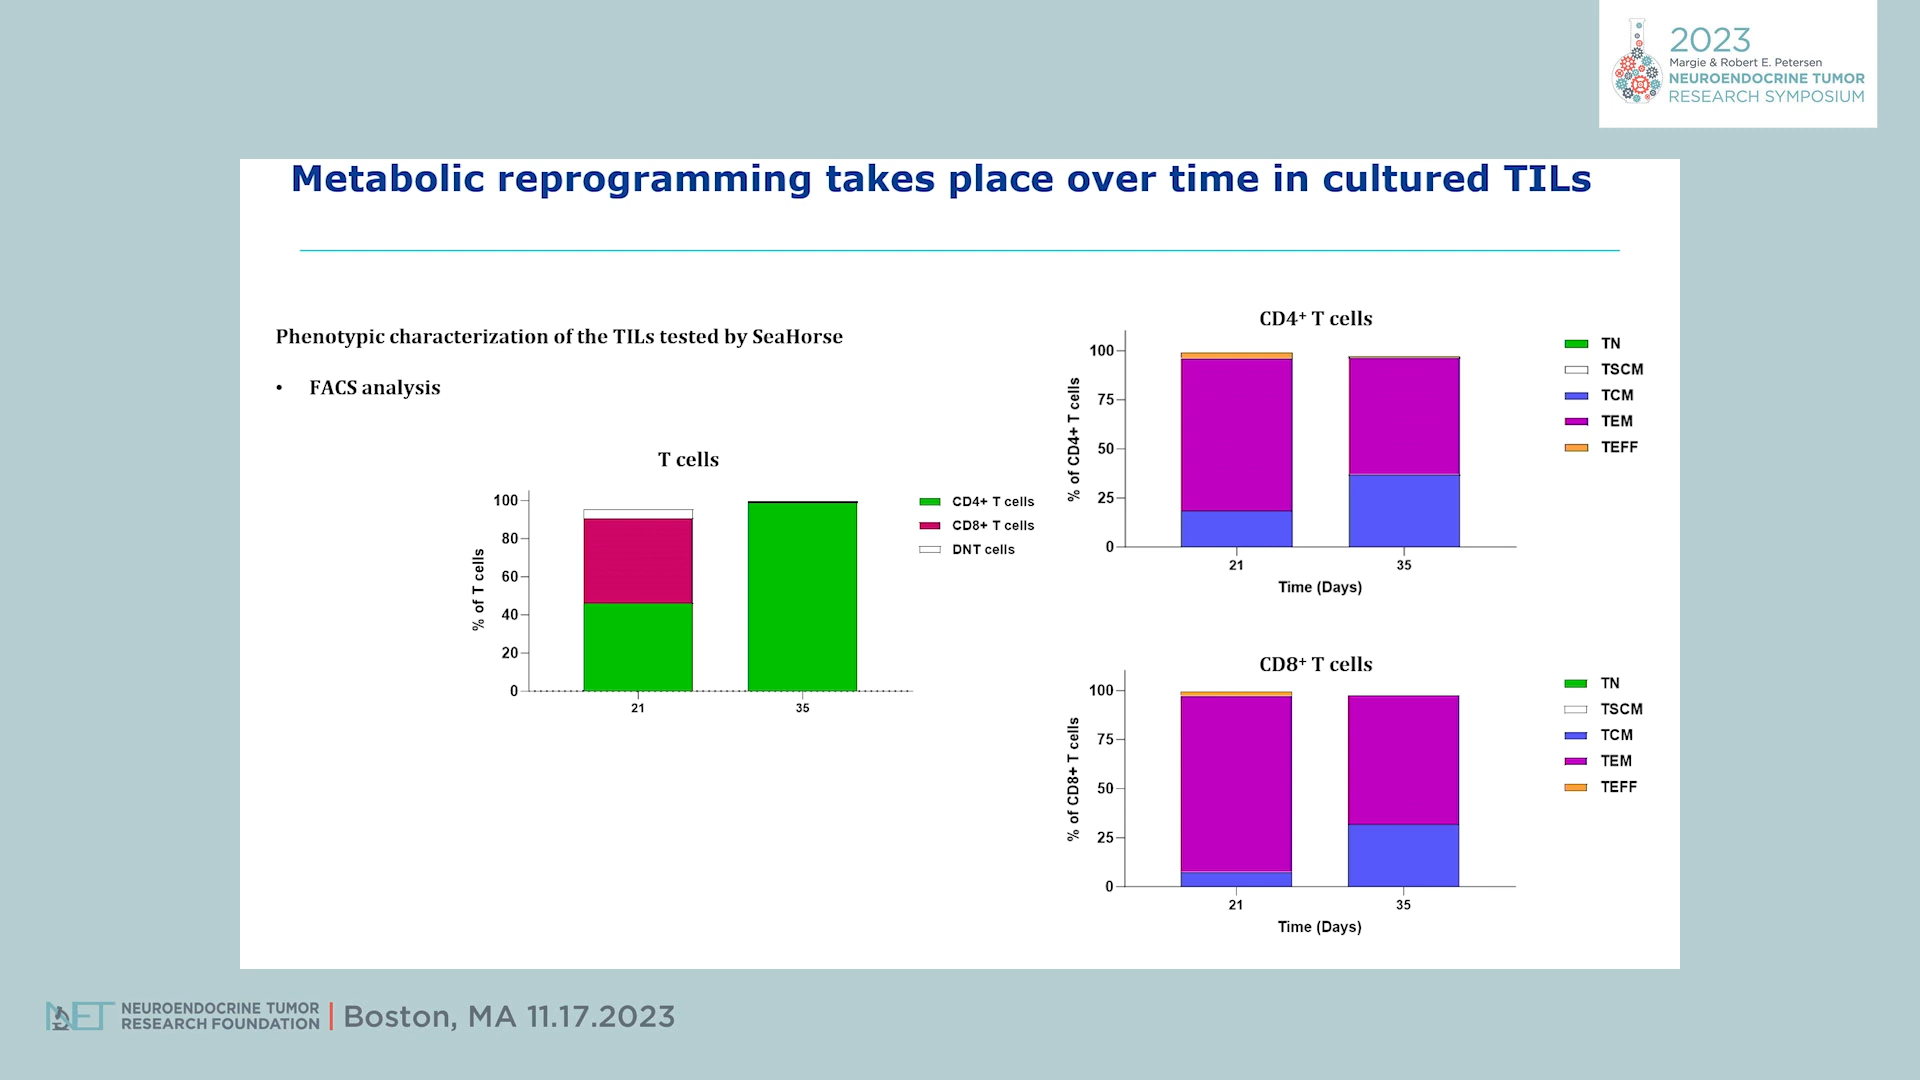 2023
Margie & Robert E. Petersen
NEUROENDOCRINE TUMOR
RESEARCH SYMPOSIUM
Metabolic reprogramming takes place over time in cultured TILs
Phenotypic characterization of the TILs tested by SeaHorse
• FACS analysis
T cells
% of T cells
100
80
60
40
20
0
21
35
CD4+ T cells
CD8+ T cells
DNT cells
CD4+ T cells
% of CD4+ T cells
100
75
50
25
0
21
35
Time (Days)
TN
TSCM
TCM
TEM
TEFF
CD8+ T cells
% of CD8+ T cells
100
75
50
25
0
21
35
Time (Days)
TN
TSCM
TCM
TEM
TEFF
NET
NEUROENDOCRINE TUMOR
RESEARCH FOUNDATION
Boston, MA 11.17.2023